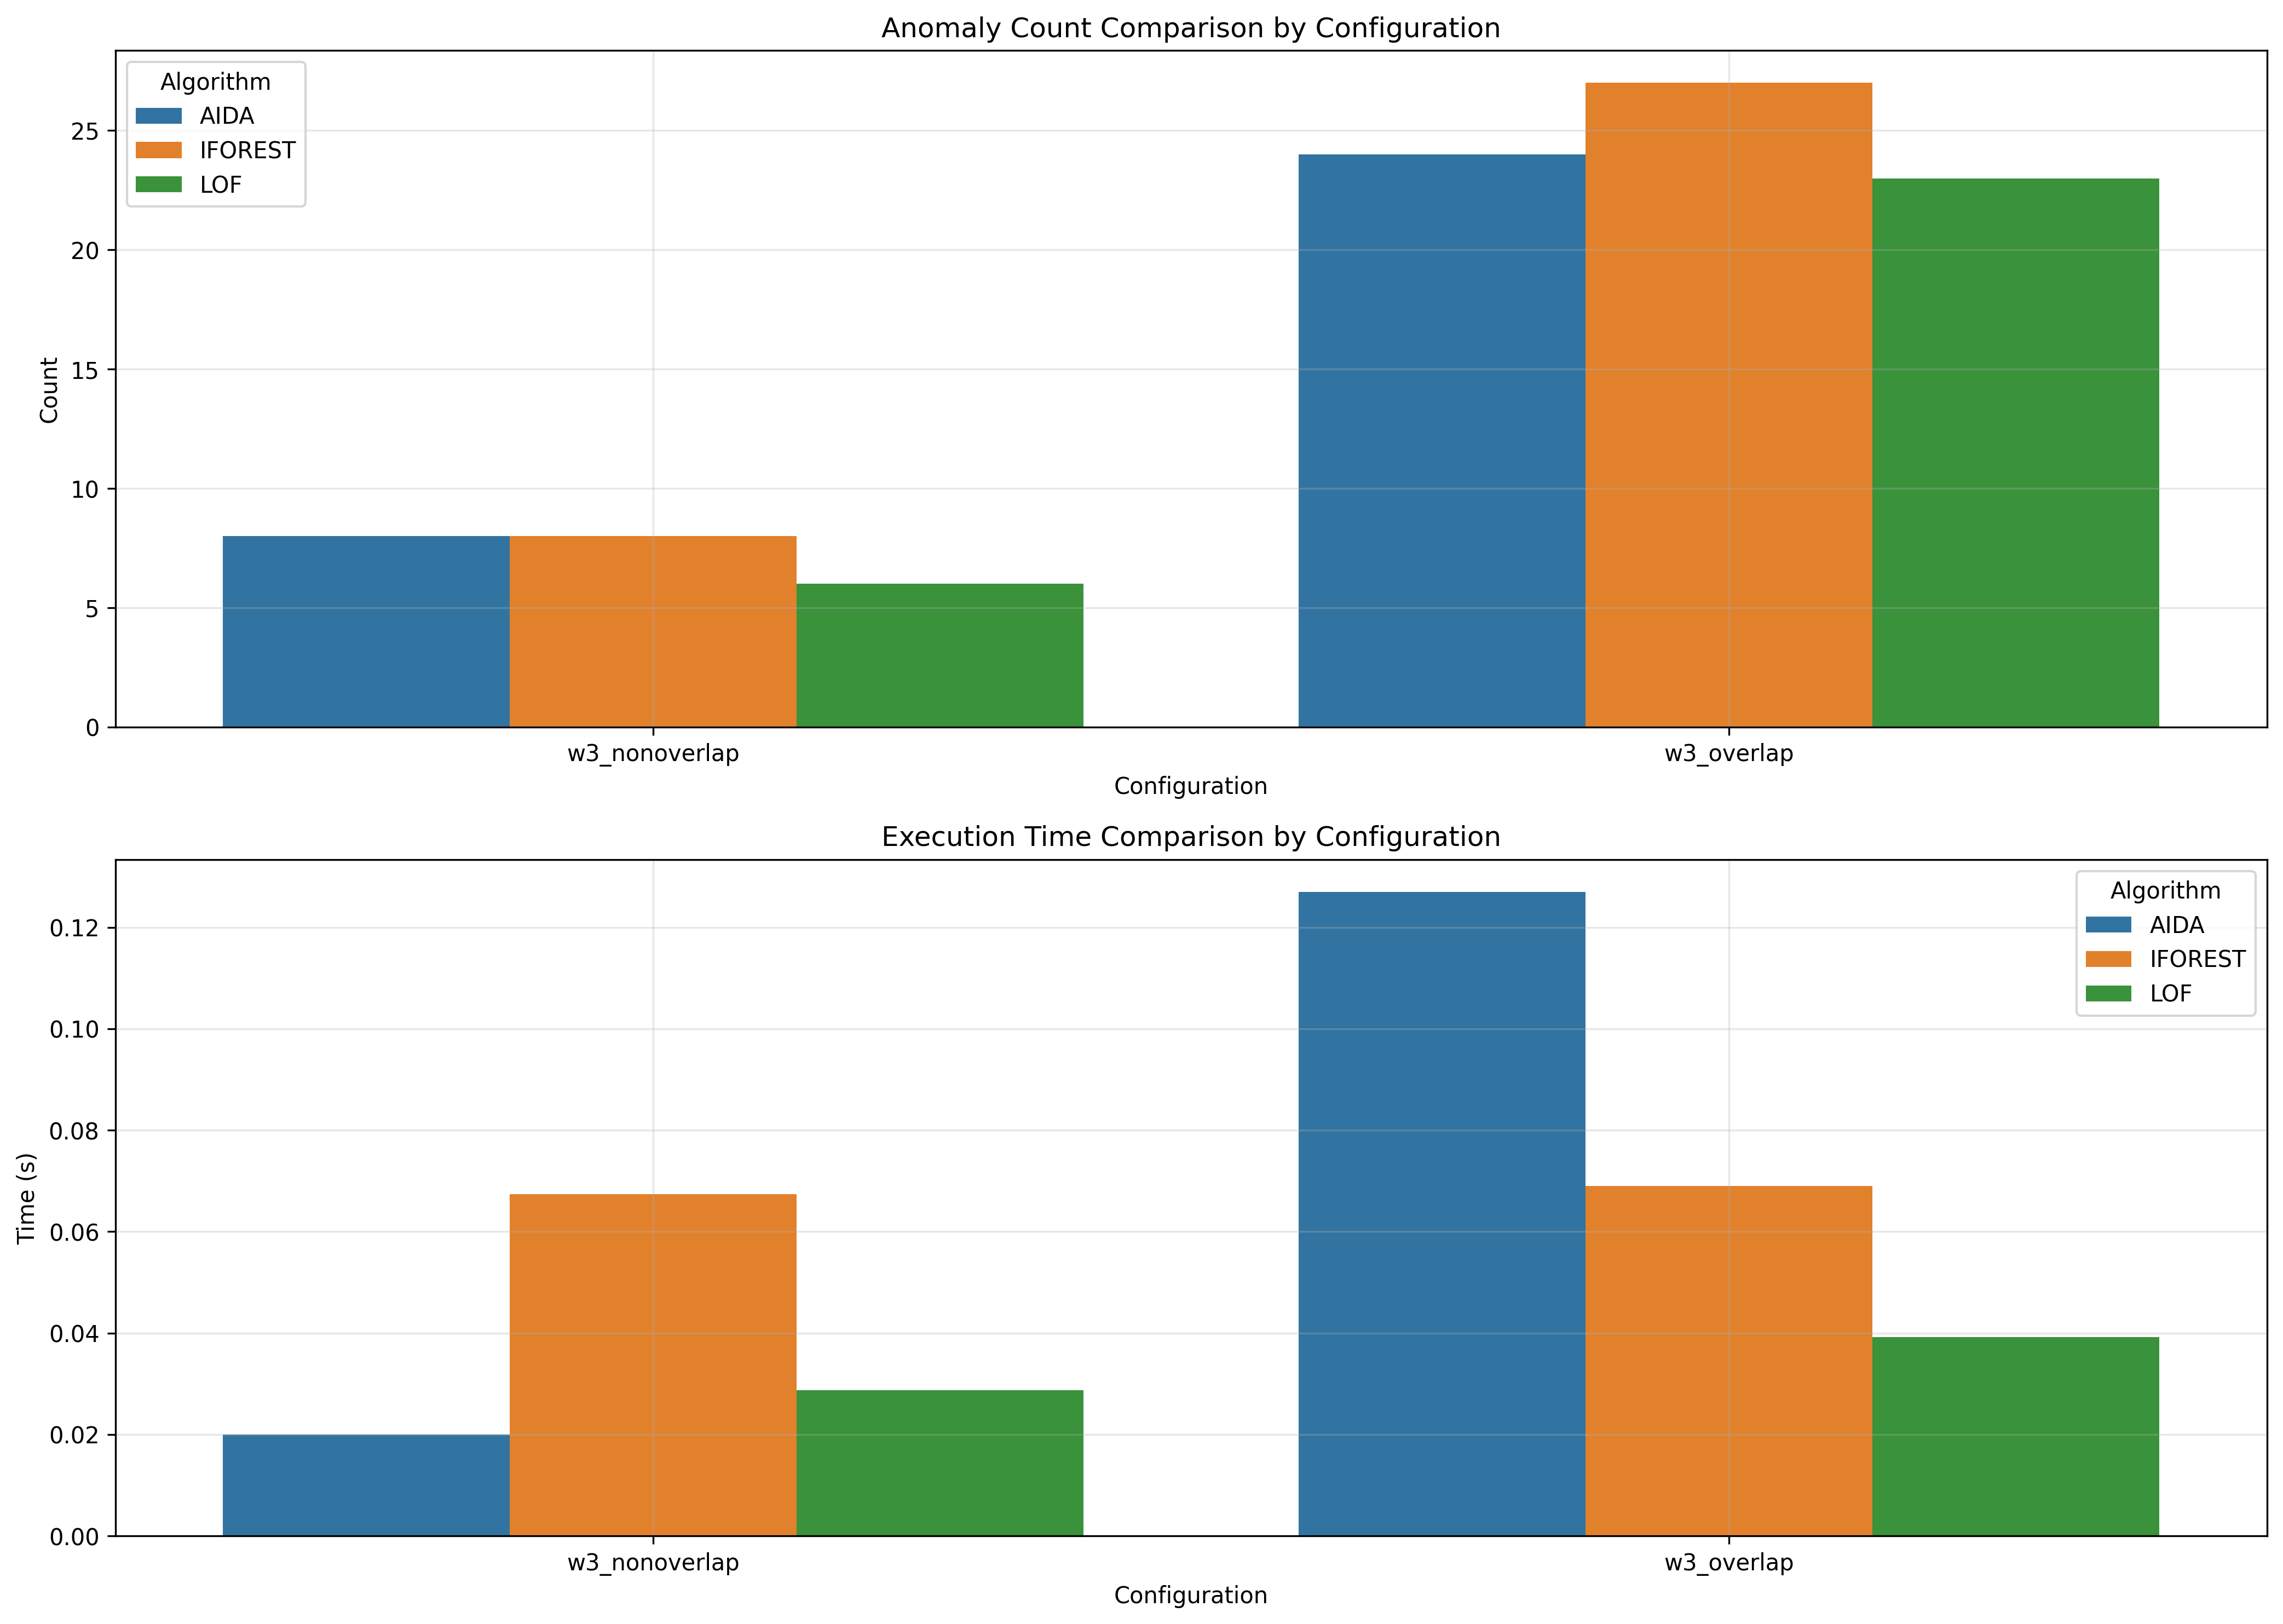 Anomaly Count Comparison by Configuration
Algorithm
AIDA
IFOREST
LOF
25
20
15
10
5
0
Count
w3_nonoverlap
w3_overlap
Configuration
Execution Time Comparison by Configuration
Algorithm
AIDA
IFOREST
LOF
0.12
0.10
0.08
0.06
0.04
0.02
0.00
Time (s)
w3_nonoverlap
w3_overlap
Configuration